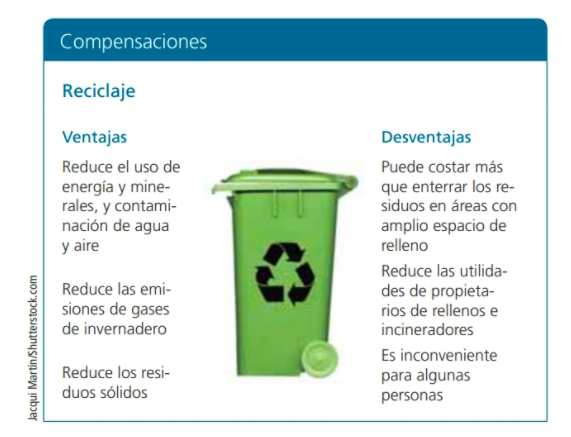 Compensaciones
Reciclaje
Ventajas
Reduce el uso de
energía y mine-
rales, y contami-
nación de agua
y aire
Reduce las emi-
siones de gases
de invernadero
Reduce los resi-
duos sólidos
Desventajas
Puede costar más
que enterrar los re-
siduos en áreas con
amplio espacio de
relleno
Reduce las utilida-
des de propieta-
rios de rellenos e
incineradores
Es inconveniente
para algunas
personas
Jacqui Martin/Shutterstock.com